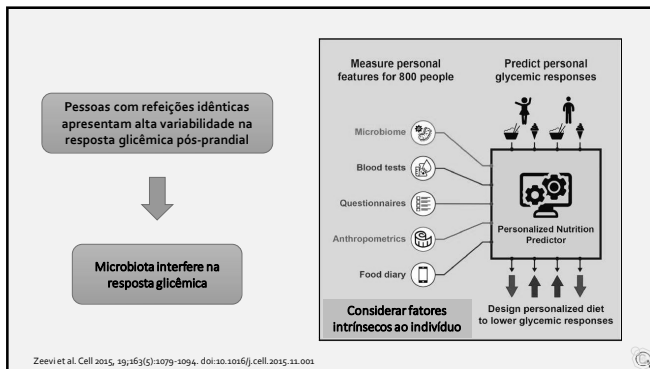 Pessoas com refeições idênticas
apresentam alta variabilidade na
resposta glicêmica pós-prandial
Microbiota interfere na
resposta glicêmica
Measure personal
features for 800 people
Predict personal
glycemic responses
Microbiome
Blood tests
Questionnaires
Anthropometrics
Food diary
Personalized Nutrition
Predictor
Considerar fatores
intrínsecos ao indivíduo
Design personalized diet
to lower glycemic responses
Zeevi et al. Cell 2015, 19;163(5):1079-1094. doi:10.1016/j.cell.2015.11.001